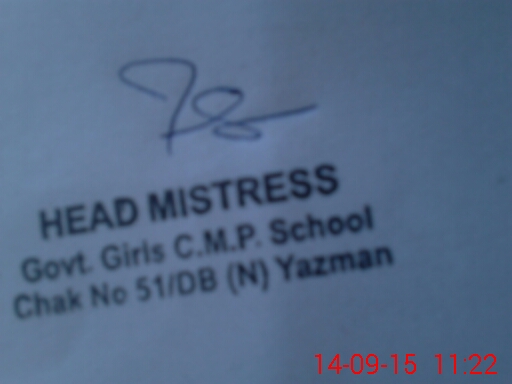 HEAD MISTRESS
Govt. Girls C.M.P. School
Chak No 51/DB (N) Yazman
14-09-15 11:22